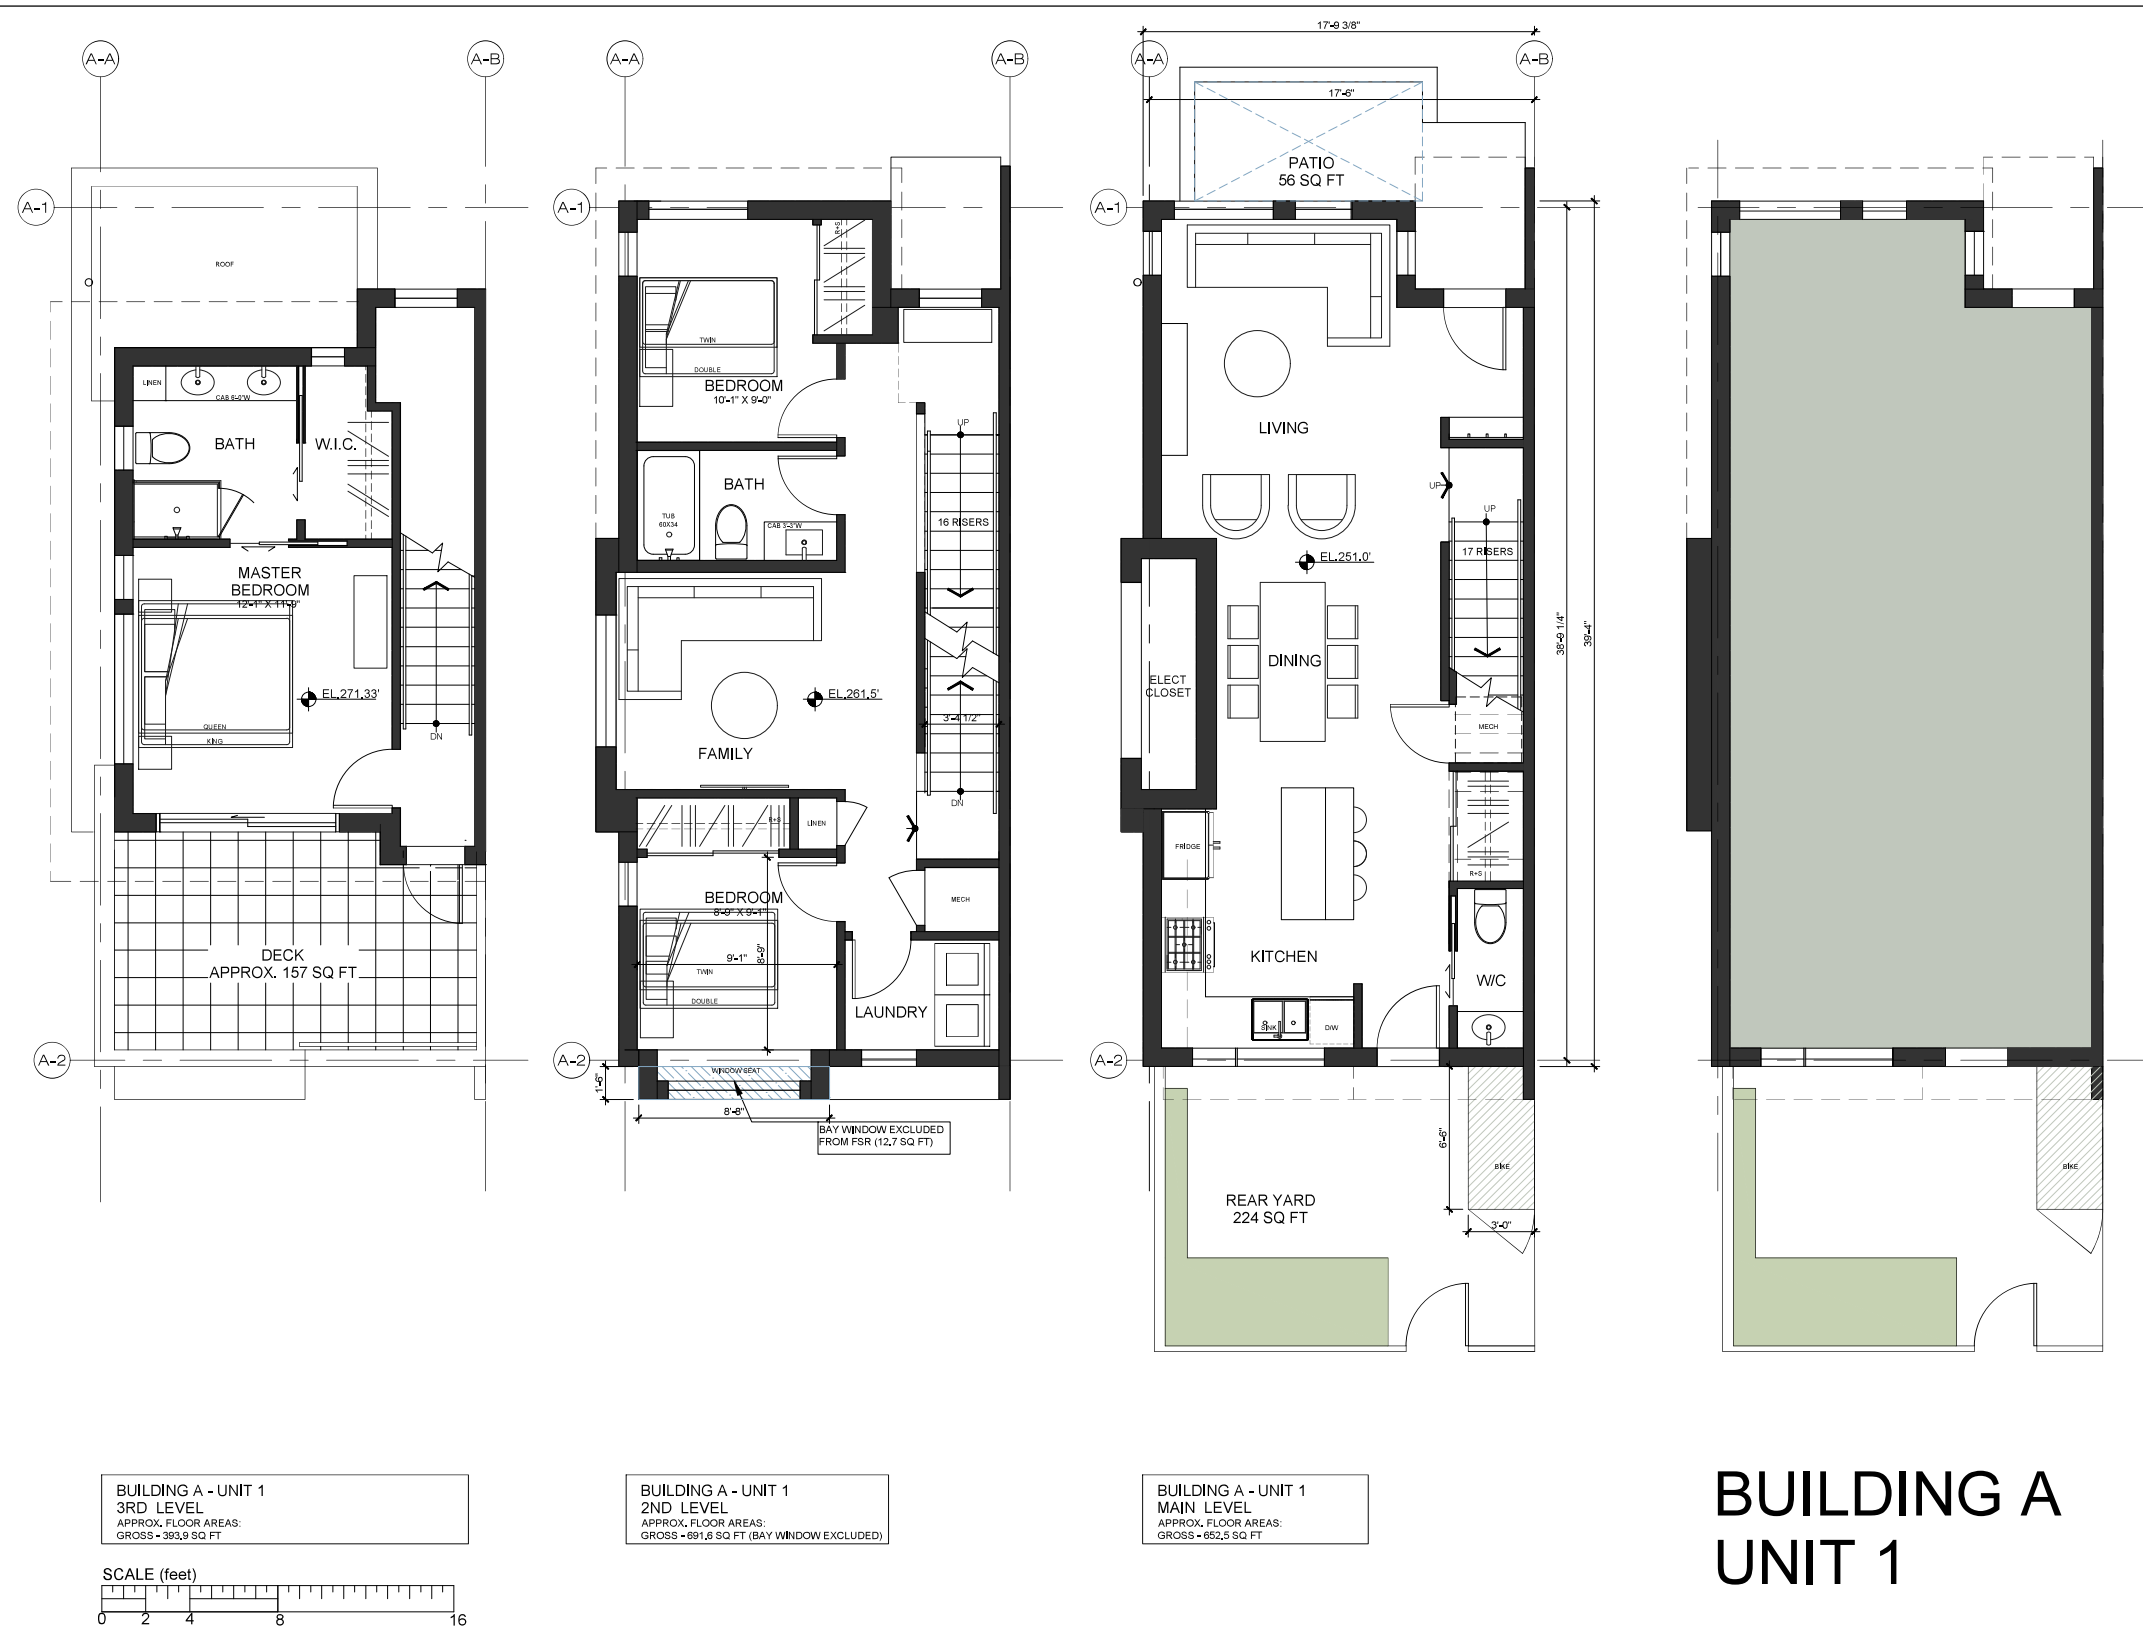 A-A
A-B
A-1
ROOF
LINEN
CAB 6'-0"W
BATH
W.I.C.
MASTER
BEDROOM
12'-1" X 11'-9"
EL.271.33'
QUEEN
KING
DN
DECK
APPROX. 157 SQ FT
A-2
A-A
A-B
A-1
R+S
TWIN
DOUBLE
BEDROOM
10'-1" X 9'-0"
UP
BATH
TUB
60X34
CAB 3'-3"W
16 RISERS
EL.261.5'
3'-4 1/2"
FAMILY
DN
R+S
LINEN
BEDROOM
8'-9" X 9'-1"
MECH
8'-9"
9'-1"
TWIN
DOUBLE
LAUNDRY
A-2
WINDOW SEAT
1'-6"
8'-8"
BAY WINDOW EXCLUDED
FROM FSR (12.7 SQ FT)
17'-9 3/8"
A-A
A-B
17'-6"
PATIO
56 SQ FT
A-1
LIVING
UP
UP
17 RISERS
EL.251.0'
38'-9 1/4"
39'-4"
DINING
ELECT
CLOSET
MECH
FRIDGE
R+S
KITCHEN
W/C
SINK
D/W
A-2
6'-6"
BIKE
REAR YARD
224 SQ FT
3'-0"
BIKE
BUILDING A - UNIT 1
3RD LEVEL
APPROX. FLOOR AREAS:
GROSS - 393.9 SQ FT
BUILDING A - UNIT 1
2ND LEVEL
APPROX. FLOOR AREAS:
GROSS - 691.6 SQ FT (BAY WINDOW EXCLUDED)
BUILDING A - UNIT 1
MAIN LEVEL
APPROX. FLOOR AREAS:
GROSS - 652.5 SQ FT
BUILDING A
UNIT 1
SCALE (feet)
0 2 4 8 16